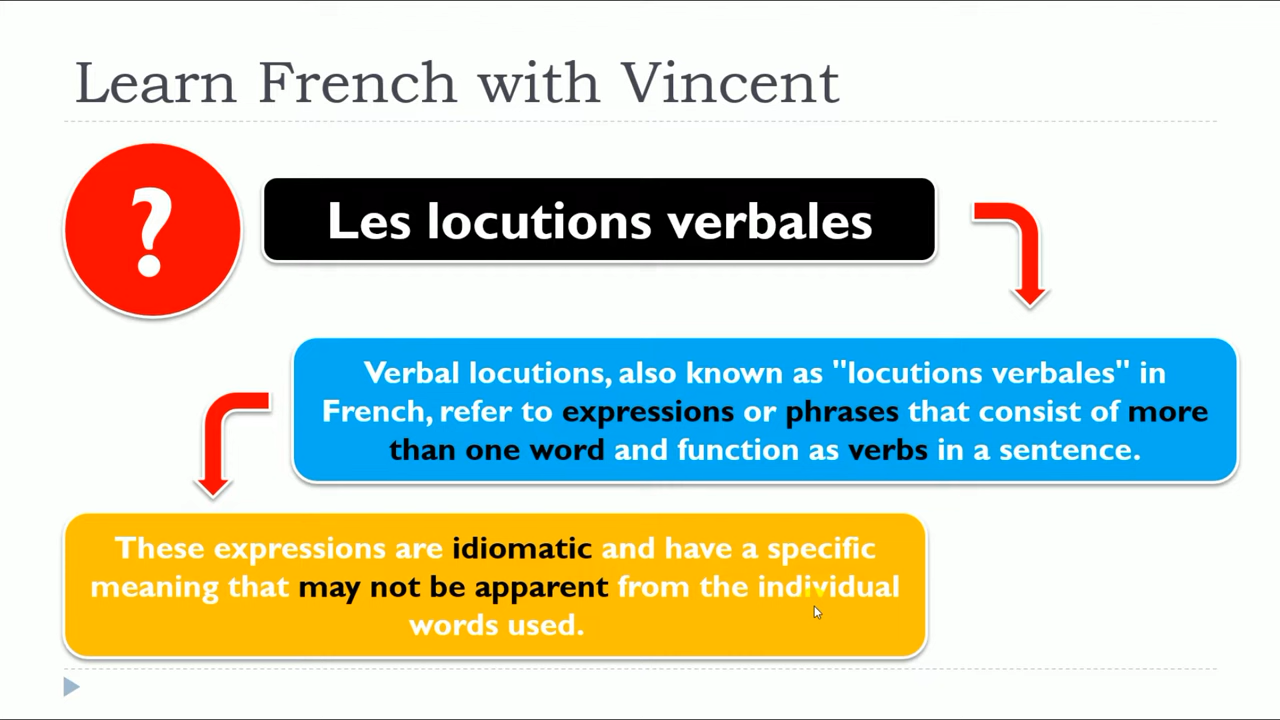 Learn French with Vincent
?
Les locutions verbales
Verbal locutions, also known as "locutions verbales" in
French, refer to expressions or phrases that consist of more
than one word and function as verbs in a sentence.
These expressions are idiomatic and have a specific
meaning that may not be apparent from the individual
words used.